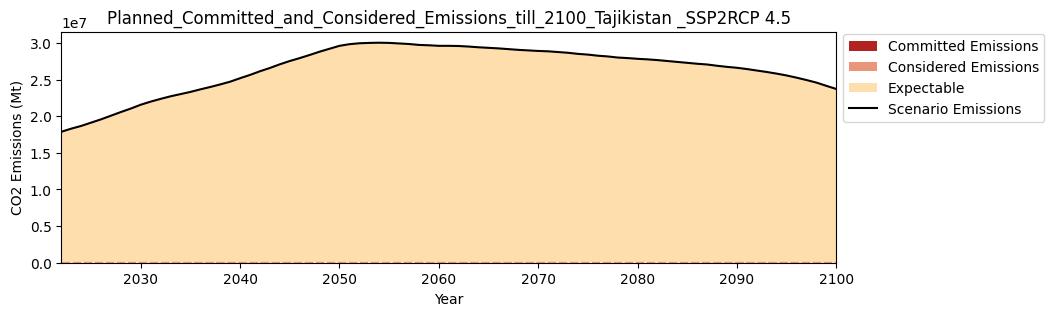 Planned_Committed_and_Considered_Emissions_till_2100_Tajikistan _SSP2RCP 4.5
1e7
3.0
2.5
2.0
1.5
1.0
0.5
0.0
CO2 Emissions (Mt)
2030 2040 2050 2060 2070 2080 2090 2100
Year
Committed Emissions
Considered Emissions
Expectable
Scenario Emissions